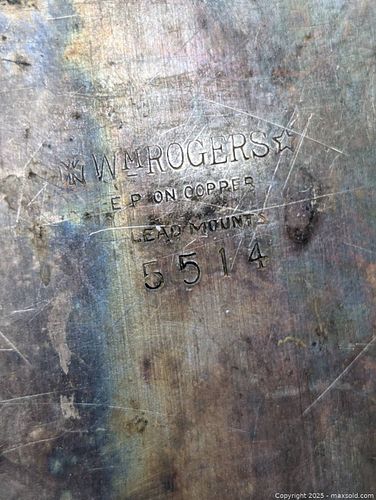 ☆ WM ROGERS ☆
E.P. ON COPPER
LEAD MOUNTS
5514
Copyright © 2025 - maxsold.com